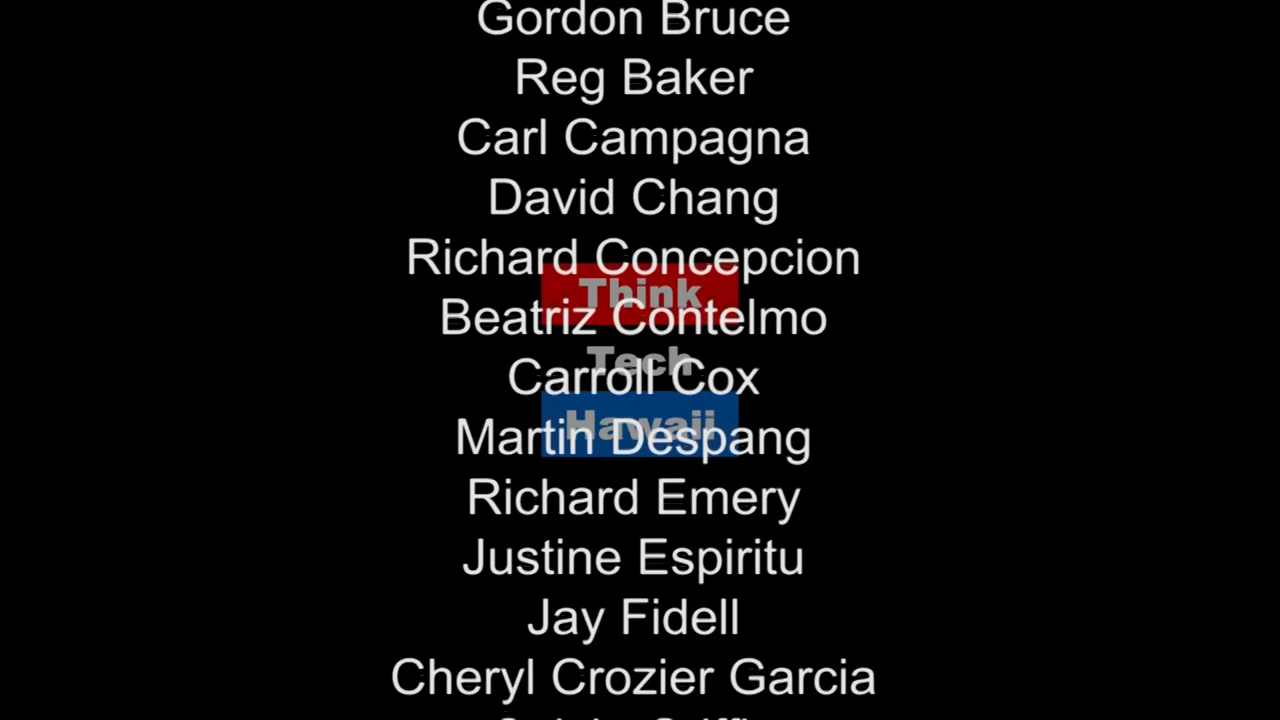 Gordon Bruce
Reg Baker
Carl Campagna
David Chang
Richard Concepcion
Think
Beatriz Contelmo
Tech
Carroll Cox
Hawaii
Martin Despang
Richard Emery
Justine Espiritu
Jay Fidell
Cheryl Crozier Garcia